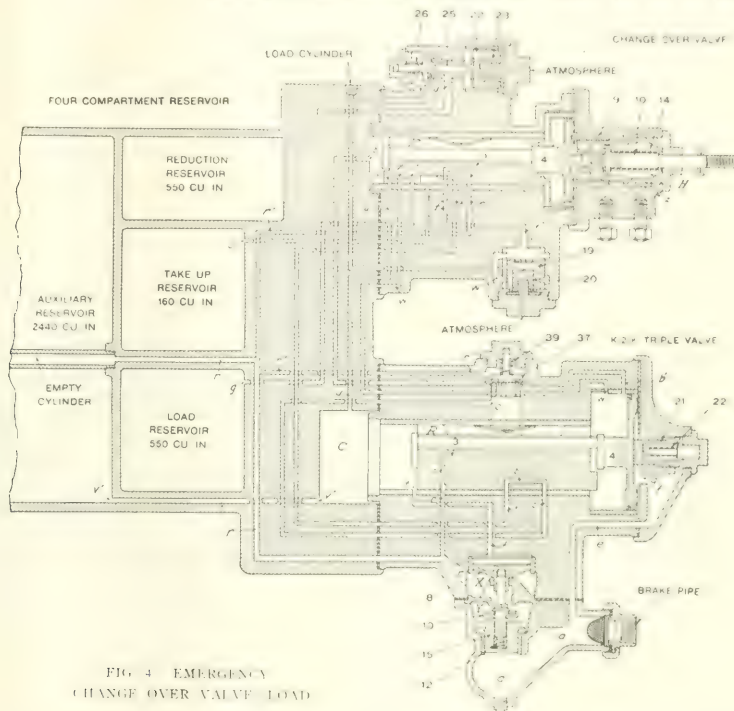 26 25 22 23
CHANGE OVER VALVE
LOAD CYLINDER
ATMOSPHERE
FOUR COMPARTMENT RESERVOIR
9 10 14
REDUCTION
RESERVOIR
550 CU IN
4
H
TAKE UP
RESERVOIR
160 CU IN
19
20
AUXILIARY
RESERVOIR
2440 CU IN
ATMOSPHERE
39 37
TRIPLE VALVE
EMPTY
CYLINDER
LOAD
RESERVOIR
550 CU IN
r
g
b
21
22
C
R
3
4
r
e
BRAKE PIPE
8
X
a
15
12
a
FIG 4 EMERGENCY
CHANGE OVER VALVE LOAD